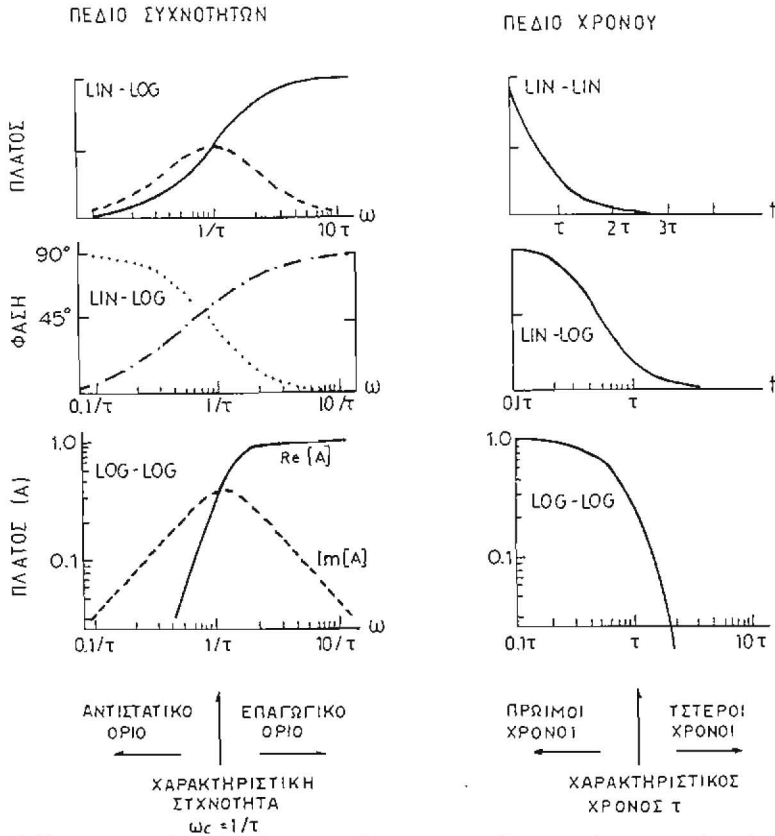 ΠΕΔΙΟ ΣΥΧΝΟΤΗΤΩΝ
LIN-LOG
ΠΛΑΤΟΣ
1/τ
10τ
ω
90°
45°
LIN-LOG
ΦΑΣΗ
0.1/τ
1/τ
10/τ
ω
1.0
0.1
LOG-LOG
Re[A]
Im[A]
ΠΛΑΤΟΣ (A)
0.1/τ
1/τ
10/τ
ω
ΑΝΤΙΣΤΑΤΙΚΟ
ΟΡΙΟ
ΕΠΑΓΩΓΙΚΟ
ΟΡΙΟ
ΧΑΡΑΚΤΗΡΙΣΤΙΚΗ
ΣΥΧΝΟΤΗΤΑ
ωc=1/τ
ΠΕΔΙΟ ΧΡΟΝΟΥ
LIN-LIN
τ
2τ
3τ
t
LIN-LOG
0.1τ
τ
t
1.0
0.1
LOG-LOG
0.1τ
τ
10τ
ΠΡΩΙΜΟΙ
ΧΡΟΝΟΙ
ΥΣΤΕΡΟΙ
ΧΡΟΝΟΙ
ΧΑΡΑΚΤΗΡΙΣΤΙΚΟΣ
ΧΡΟΝΟΣ τ